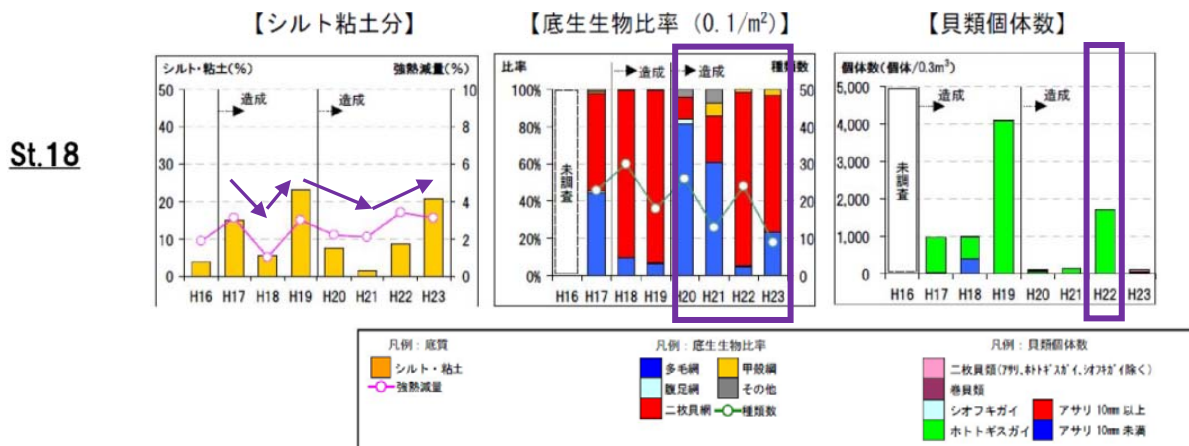 【シルト粘土分】
【底生生物比率 (0.1/m²)】
【貝類個体数】
St.18
シルト・粘土(%)
強熱減量(%)
造成
造成
50
40
30
20
10
0
10
8
6
4
2
0
H16 H17 H18 H19 H20 H21 H22 H23
比率
種類数
造成
造成
100%
80%
60%
40%
20%
0%
50
40
30
20
10
0
未調査
H16 H17 H18 H19 H20 H21 H22 H23
個体数(個体/0.3m³)
造成
造成
5,000
4,000
3,000
2,000
1,000
0
未調査
H16 H17 H18 H19 H20 H21 H22 H23
凡例：底質
シルト・粘土
強熱減量
凡例：底生生物比率
多毛綱
甲殻綱
腹足綱
その他
二枚貝綱
種類数
凡例：貝類個体数
二枚貝類(アサリ、ホトトギスガイ、シオフキガイ除く)
巻貝類
シオフキガイ
アサリ 10mm 以上
ホトトギスガイ
アサリ 10mm 未満